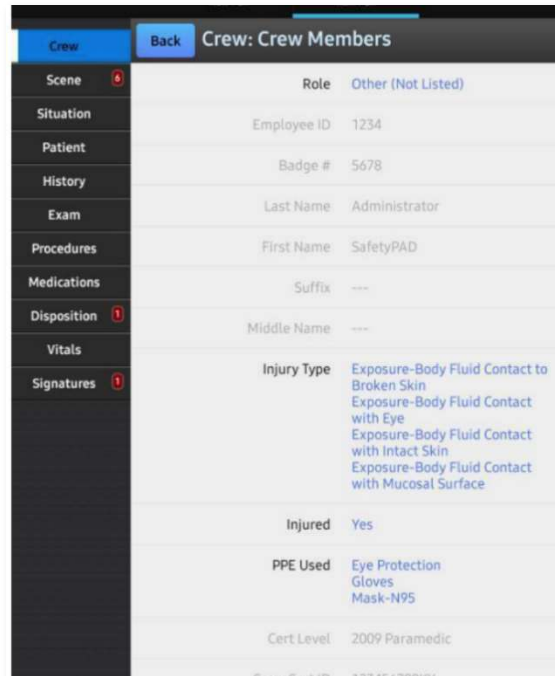 Crew
Scene 6
Situation
Patient
History
Exam
Procedures
Medications
Disposition 1
Vitals
Signatures 1
Back Crew: Crew Members
Role Other (Not Listed)
Employee ID 1234
Badge # 5678
Last Name Administrator
First Name SafetyPAD
Suffix ---
Middle Name ---
Injury Type Exposure-Body Fluid Contact to
Broken Skin
Exposure-Body Fluid Contact
with Eye
Exposure-Body Fluid Contact
with Intact Skin
Exposure-Body Fluid Contact
with Mucosal Surface
Injured Yes
PPE Used Eye Protection
Gloves
Mask-N95
Cert Level 2009 Paramedic